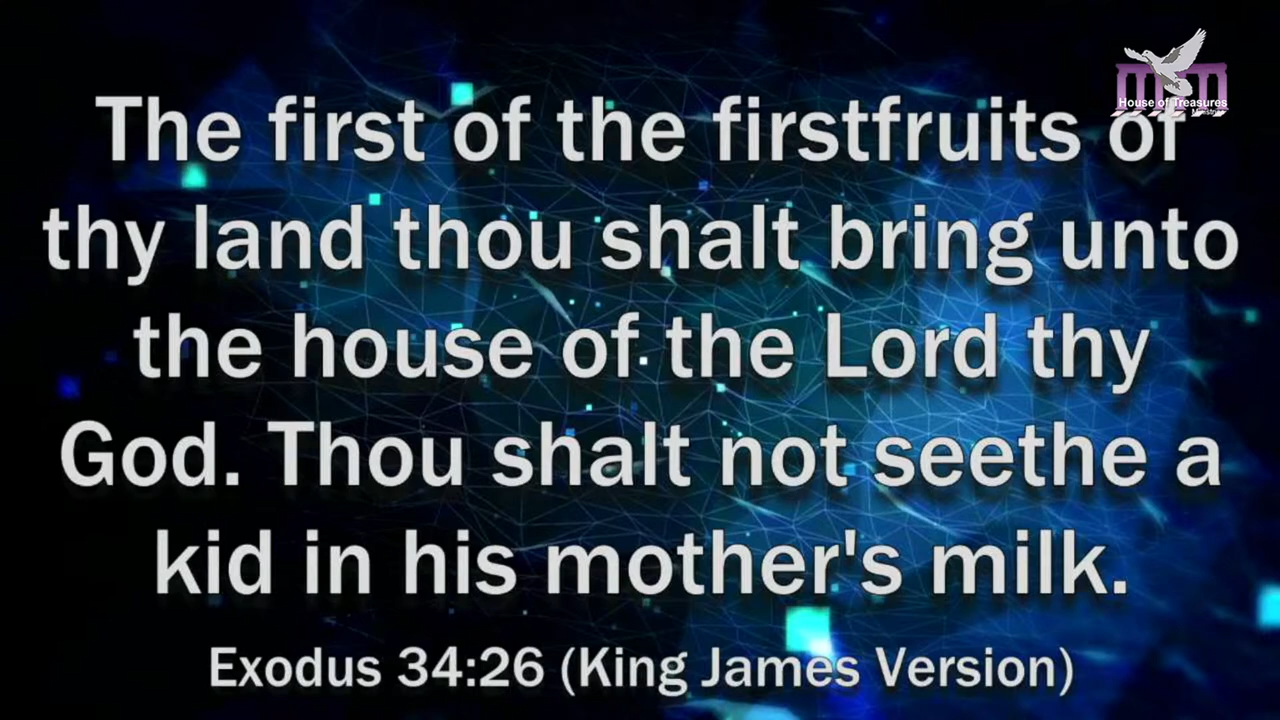 House of Treasures
Ministries
The first of the firstfruits of
thy land thou shalt bring unto
the house of the Lord thy
God. Thou shalt not seethe a
kid in his mother's milk.
Exodus 34:26 (King James Version)